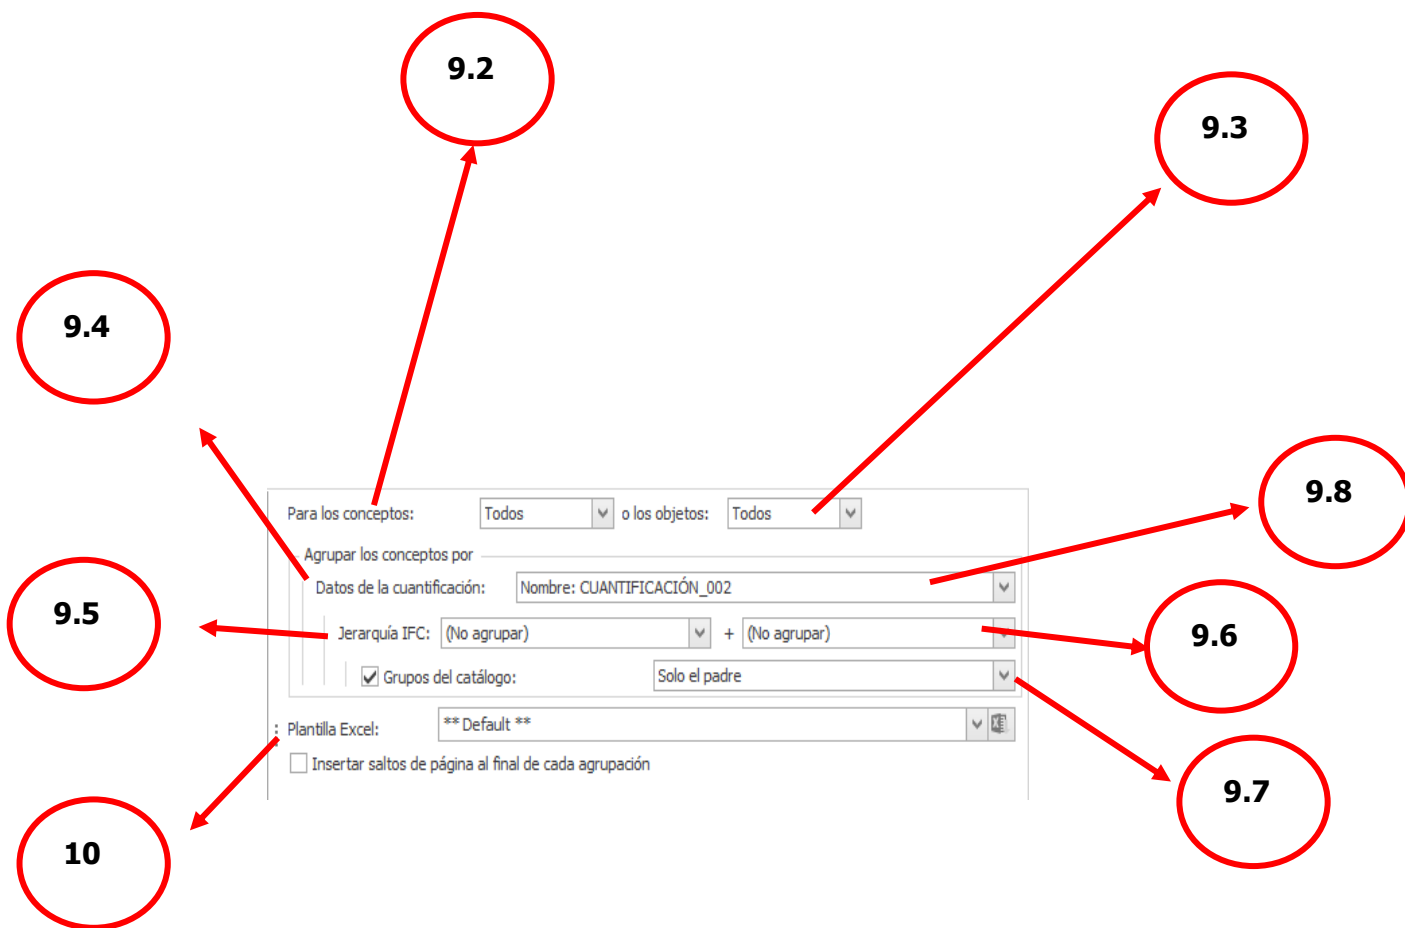 9.2
9.3
9.4
9.8
Para los conceptos: Todos o los objetos: Todos
Agrupar los conceptos por
Datos de la cuantificación: Nombre: CUANTIFICACIÓN_002
9.5
Jerarquía IFC: (No agrupar) + (No agrupar)
9.6
Grupos del catálogo: Solo el padre
Plantilla Excel: ** Default **
Insertar saltos de página al final de cada agrupación
9.7
10